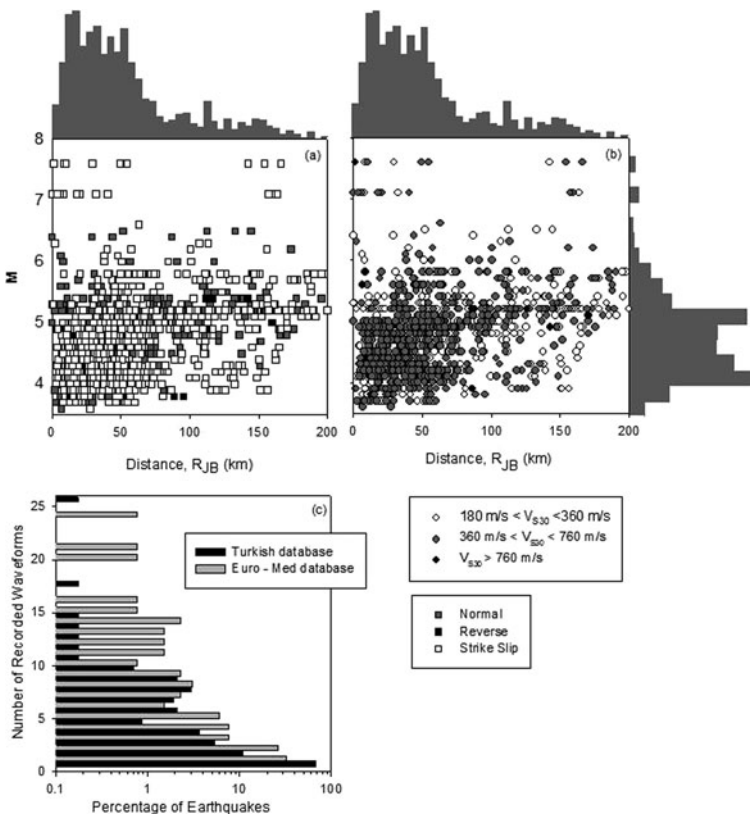 (a)
(b)
8
7
6
5
4
M
0
50
100
150
200
0
50
100
150
200
Distance, RJB (km)
Distance, RJB (km)
(c)
25
20
15
10
5
0
Number of Recorded Waveforms
Turkish database
Euro - Med database
0.1
1
10
100
Percentage of Earthquakes
180 m/s < VS30 <360 m/s
360 m/s < VS30 < 760 m/s
VS30 > 760 m/s
Normal
Reverse
Strike Slip